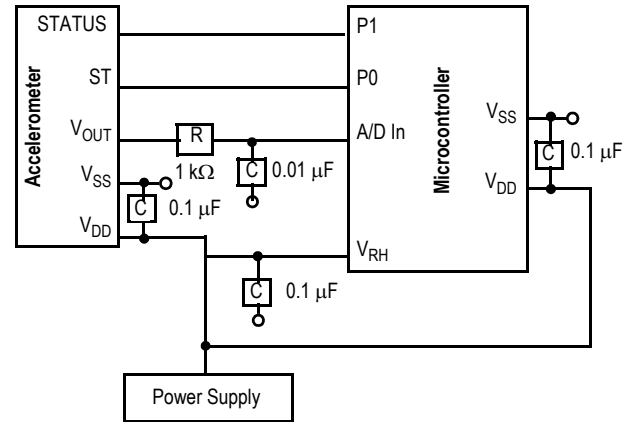 STATUS
ST
VOUT
VSS
VDD
Accelerometer
R
1 kΩ
C
0.01 µF
C
0.1 µF
C
0.1 µF
P1
P0
A/D In
VRH
Microcontroller
VSS
VDD
C
0.1 µF
Power Supply